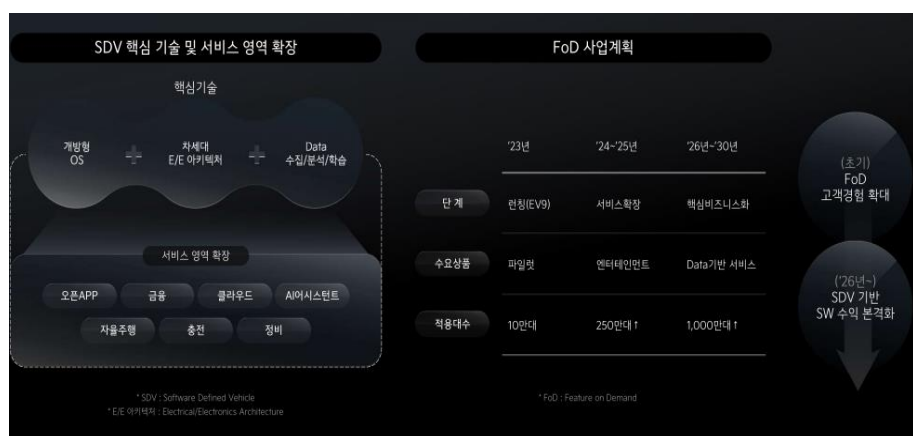 SDV 핵심 기술 및 서비스 영역 확장
핵심기술
개방형
OS
+
차세대
E/E 아키텍처
+
Data
수집/분석/학습
서비스 영역 확장
오픈APP
금융
클라우드
AI어시스턴트
자율주행
충전
정비
* SDV : Software Defined Vehicle
* E/E 아키텍처 : Electrical/Electronics Architecture
FoD 사업계획
'23년 '24~'25년 '26년~'30년
단 계 런칭(EV9) 서비스확장 핵심비즈니스화
수요상품 파일럿 엔터테인먼트 Data기반 서비스
적용대수 10만대 250만대↑ 1,000만대↑
* FoD : Feature on Demand
(초기)
FoD
고객경험 확대
('26년~)
SDV 기반
SW 수익 본격화